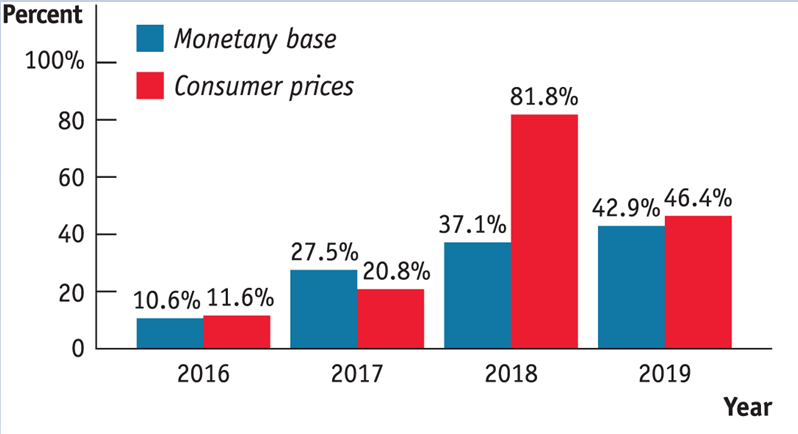 Percent
Monetary base
Consumer prices
100%
80
60
40
20
0
10.6% 11.6%
27.5% 20.8%
37.1% 81.8%
42.9% 46.4%
2016 2017 2018 2019
Year